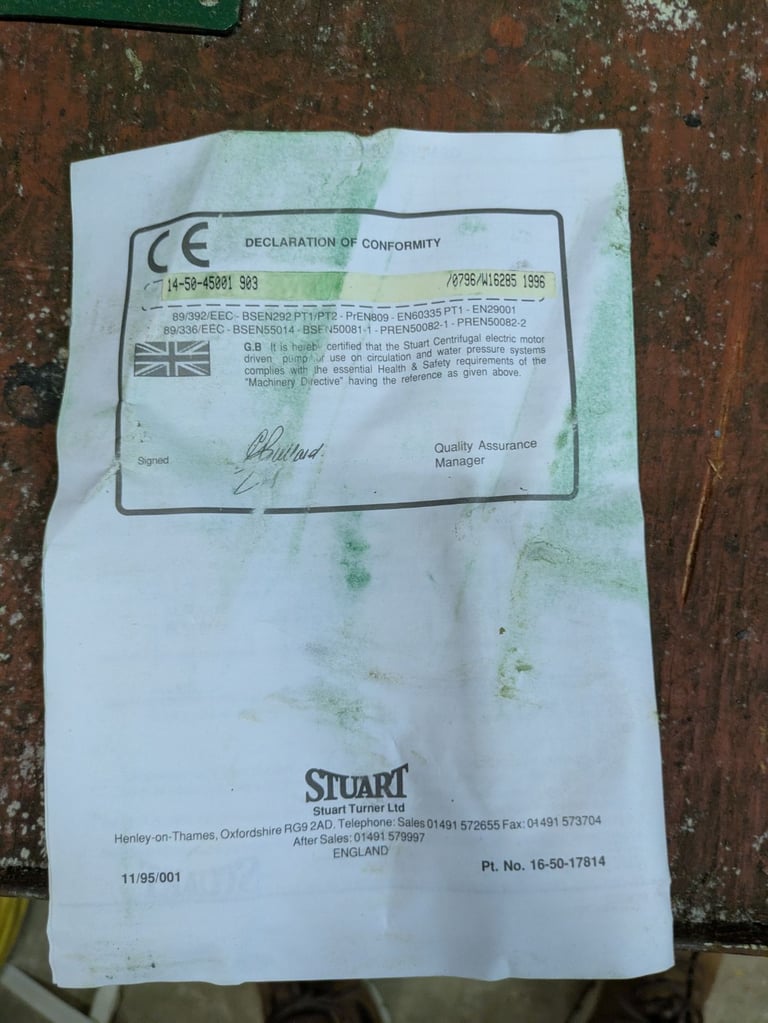 CE DECLARATION OF CONFORMITY
14-50-45001 903 /0796/W16285 1996
89/392/EEC - BSEN292 PT1/PT2 - PrEN809 - EN60335 PT1 - EN29001
89/336/EEC - BSEN55014 - BSEN50081-1 - PREN50082-1 - PREN50082-2
G.B It is hereb certified that the Stuart Centrifugal electric motor
driven pump or use on circulation and water pressure systems
complies with the essential Health & Safety requirements of the
"Machinery Directive" having the reference as given above.
Signed
Quality Assurance
Manager
STUART
Stuart Turner Ltd
Henley-on-Thames, Oxfordshire RG9 2AD. Telephone: Sales 01491 572655 Fax: 01491 573704
After Sales: 01491 579997
ENGLAND
11/95/001 Pt. No. 16-50-17814